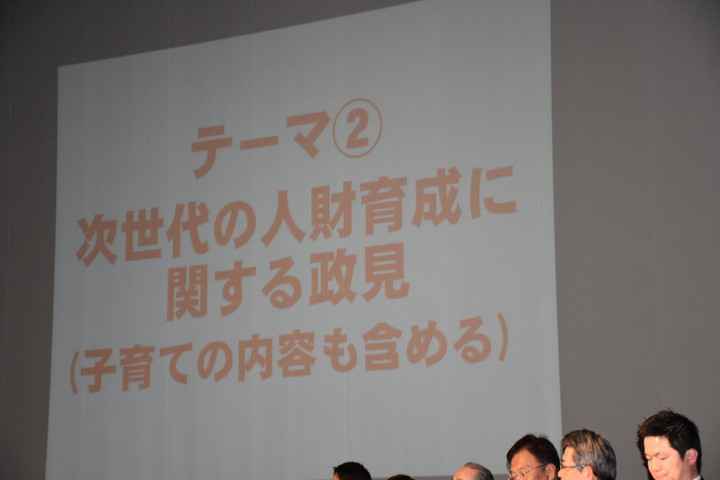 テーマ②
次世代の人財育成に
関する政見
(子育ての内容も含める)